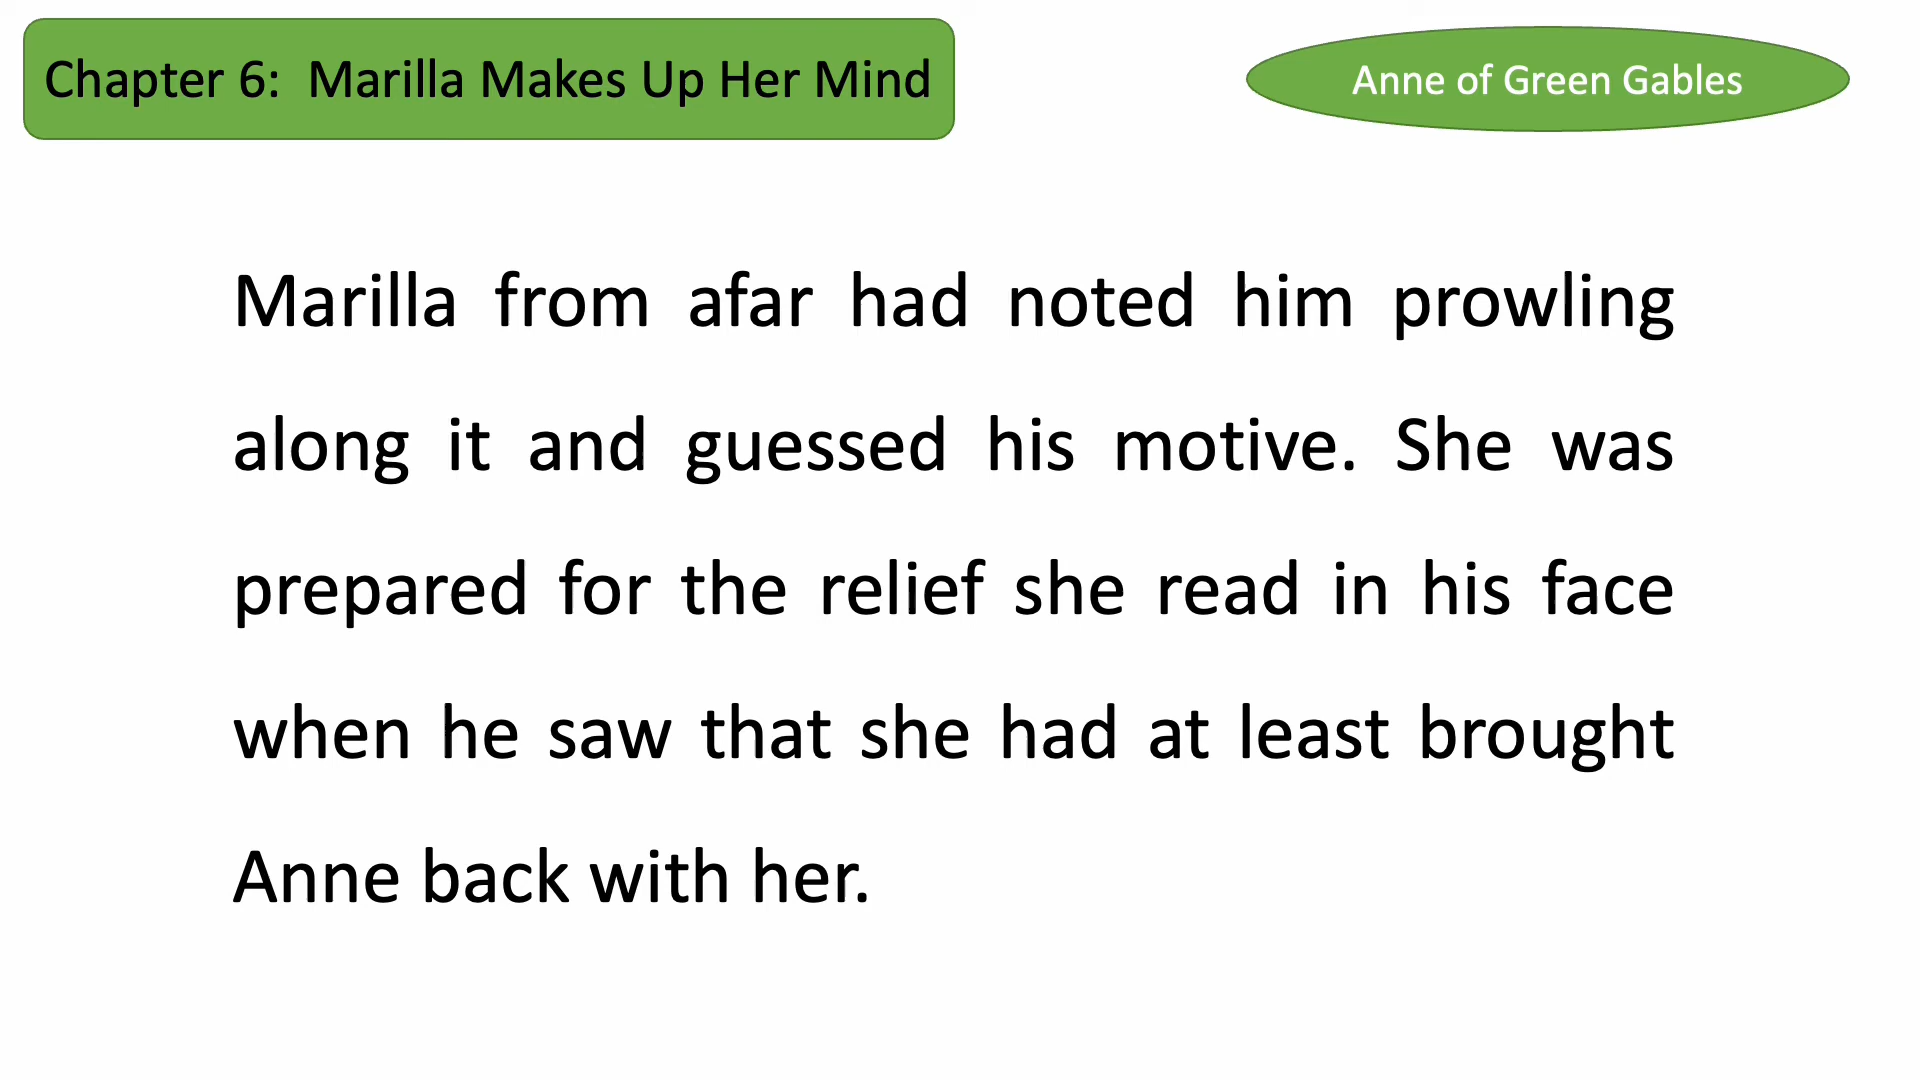 Chapter 6:  Marilla Makes Up Her Mind
Anne of Green Gables
Marilla from afar had noted him prowling
along it and guessed his motive. She was
prepared for the relief she read in his face
when he saw that she had at least brought
Anne back with her.